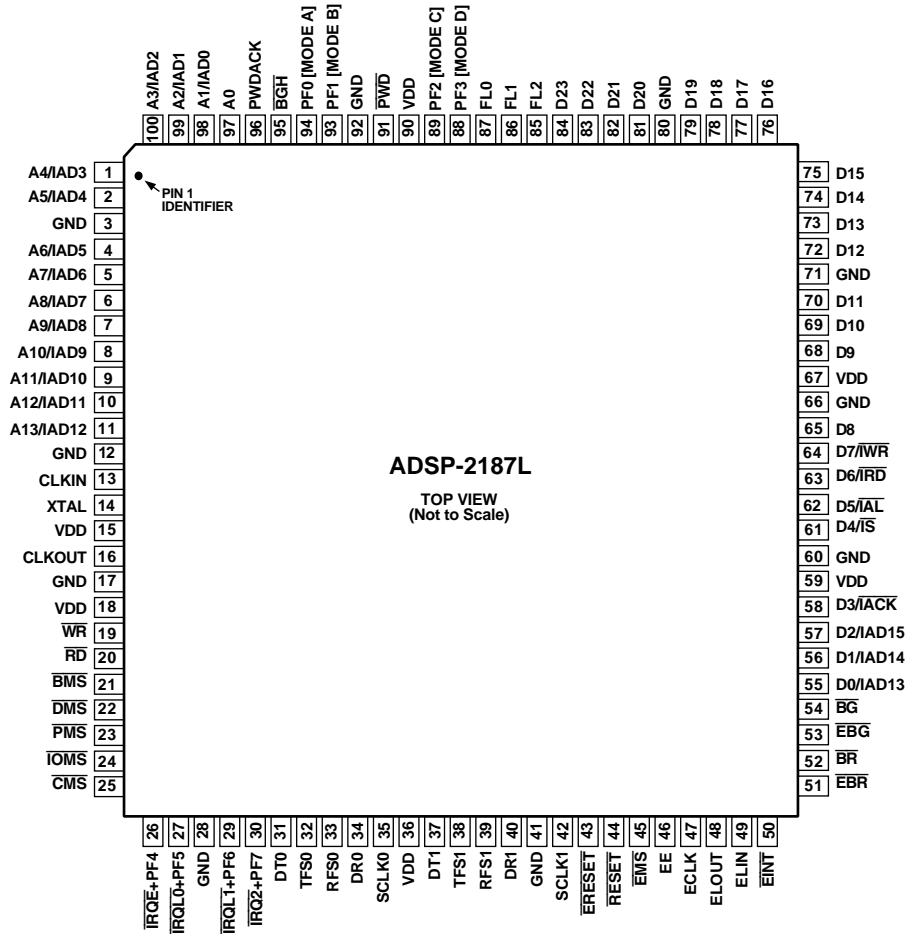 A3/IAD2
A2/IAD1
A1/IAD0
A0
PWDACK
BGH
PF0 [MODE A]
PF1 [MODE B]
GND
PWD
VDD
PF2 [MODE C]
PF3 [MODE D]
FL0
FL1
FL2
D23
D22
D21
D20
GND
D19
D18
D17
D16
100
99
98
97
96
95
94
93
92
91
90
89
88
87
86
85
84
83
82
81
80
79
78
77
76
A4/IAD3 1
A5/IAD4 2
GND 3
A6/IAD5 4
A7/IAD6 5
A8/IAD7 6
A9/IAD8 7
A10/IAD9 8
A11/IAD10 9
A12/IAD11 10
A13/IAD12 11
GND 12
CLKIN 13
XTAL 14
VDD 15
CLKOUT 16
GND 17
VDD 18
WR 19
RD 20
BMS 21
DMS 22
PMS 23
IOMS 24
CMS 25
PIN 1
IDENTIFIER
ADSP-2187L
TOP VIEW
(Not to Scale)
75 D15
74 D14
73 D13
72 D12
71 GND
70 D11
69 D10
68 D9
67 VDD
66 GND
65 D8
64 D7/IWR
63 D6/IRD
62 D5/IAL
61 D4/IS
60 GND
59 VDD
58 D3/IACK
57 D2/IAD15
56 D1/IAD14
55 D0/IAD13
54 BG
53 EBG
52 BR
51 EBR
26
27
28
29
30
31
32
33
34
35
36
37
38
39
40
41
42
43
44
45
46
47
48
49
50
IRQE+PF4
IRQL0+PF5
GND
IRQL1+PF6
IRQ2+PF7
DT0
TFS0
RFS0
DR0
SCLK0
VDD
DT1
TFS1
RFS1
DR1
GND
SCLK1
ERESET
RESET
EMS
EE
ECLK
ELOUT
ELIN
EINT